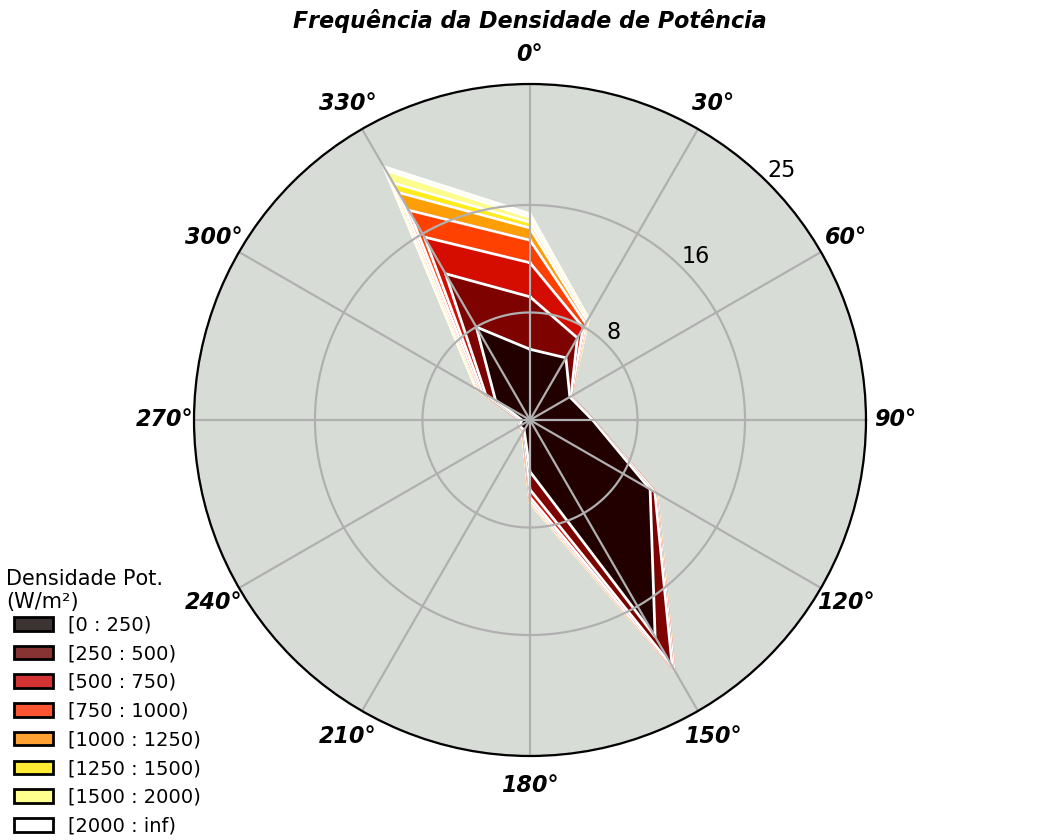 Frequência da Densidade de Potência
0°
330°
30°
25
300°
60°
16
8
270°
90°
240°
120°
210°
150°
180°
Densidade Pot.
(W/m²)
[0 : 250)
[250 : 500)
[500 : 750)
[750 : 1000)
[1000 : 1250)
[1250 : 1500)
[1500 : 2000)
[2000 : inf)